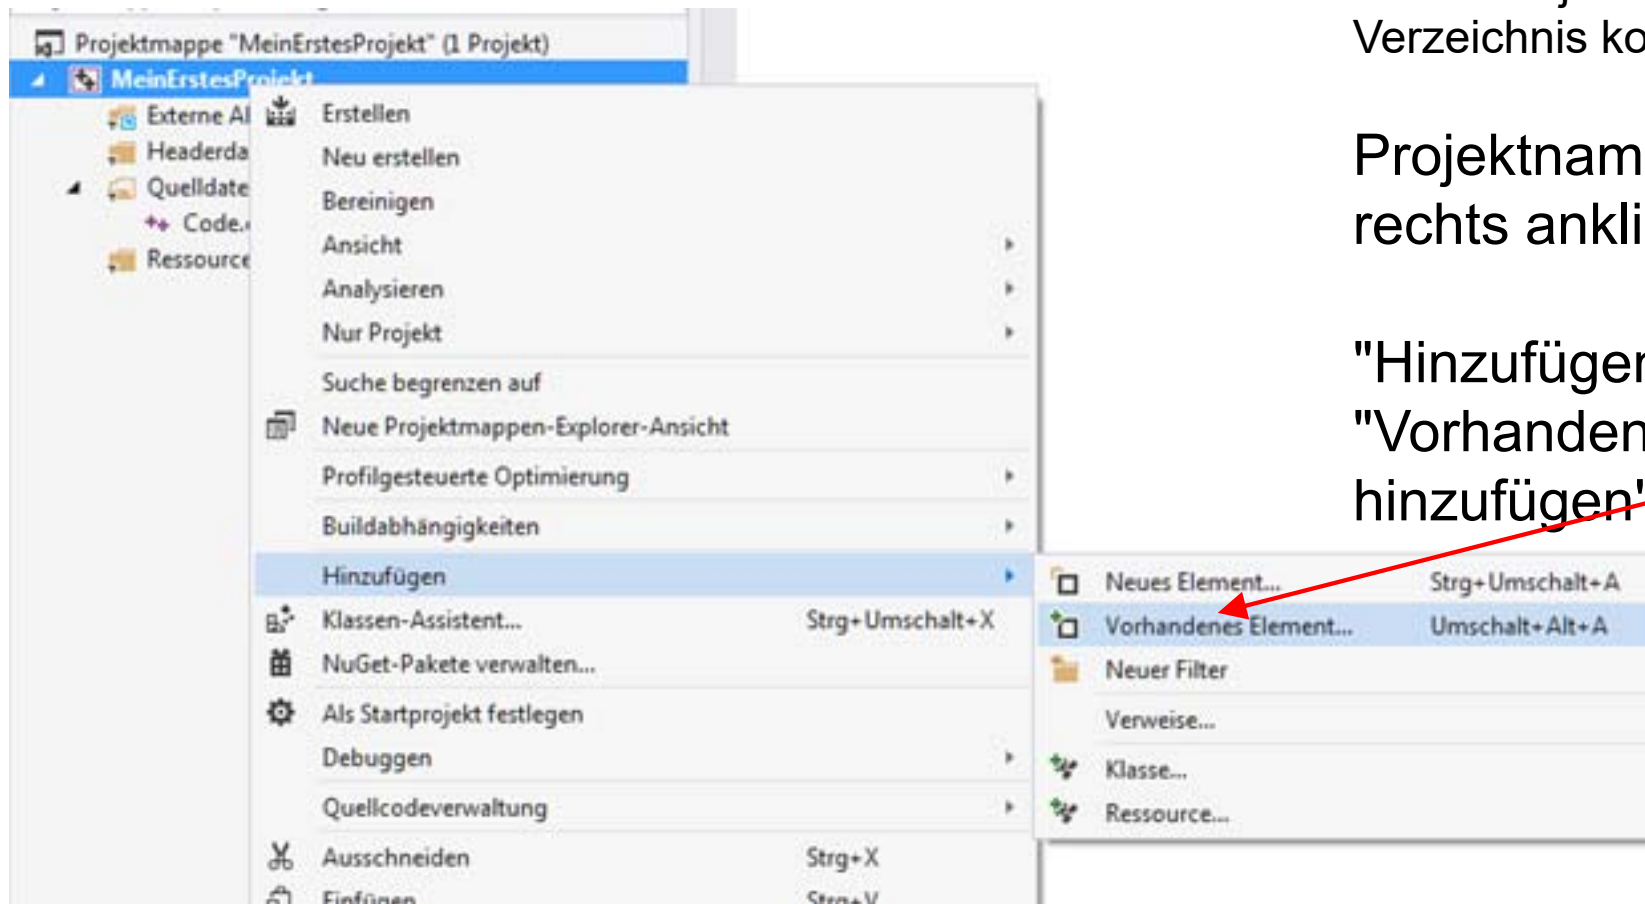 Projektmappe "MeinErstesProjekt" (1 Projekt)
MeinErstesProjekt
Externe
Headerda
Quelldate
Code.
Ressource
Erstellen
Neu erstellen
Bereinigen
Ansicht
Analysieren
Nur Projekt
Suche begrenzen auf
Neue Projektmappen-Explorer-Ansicht
Profilgesteuerte Optimierung
Buildabhängigkeiten
Hinzufügen
Klassen-Assistent... Strg+Umschalt+X
NuGet-Pakete verwalten...
Als Startprojekt festlegen
Debuggen
Quellcodeverwaltung
Ausschneiden Strg+X
Einfügen Strg+V
Neues Element... Strg+Umschalt+A
Vorhandenes Element... Umschalt+Alt+A
Neuer Filter
Verweise...
Klasse...
Ressource...
Verzeichnis ko
Projektnam
rechts ankli
"Hinzufügen
"Vorhanden
hinzufügen"